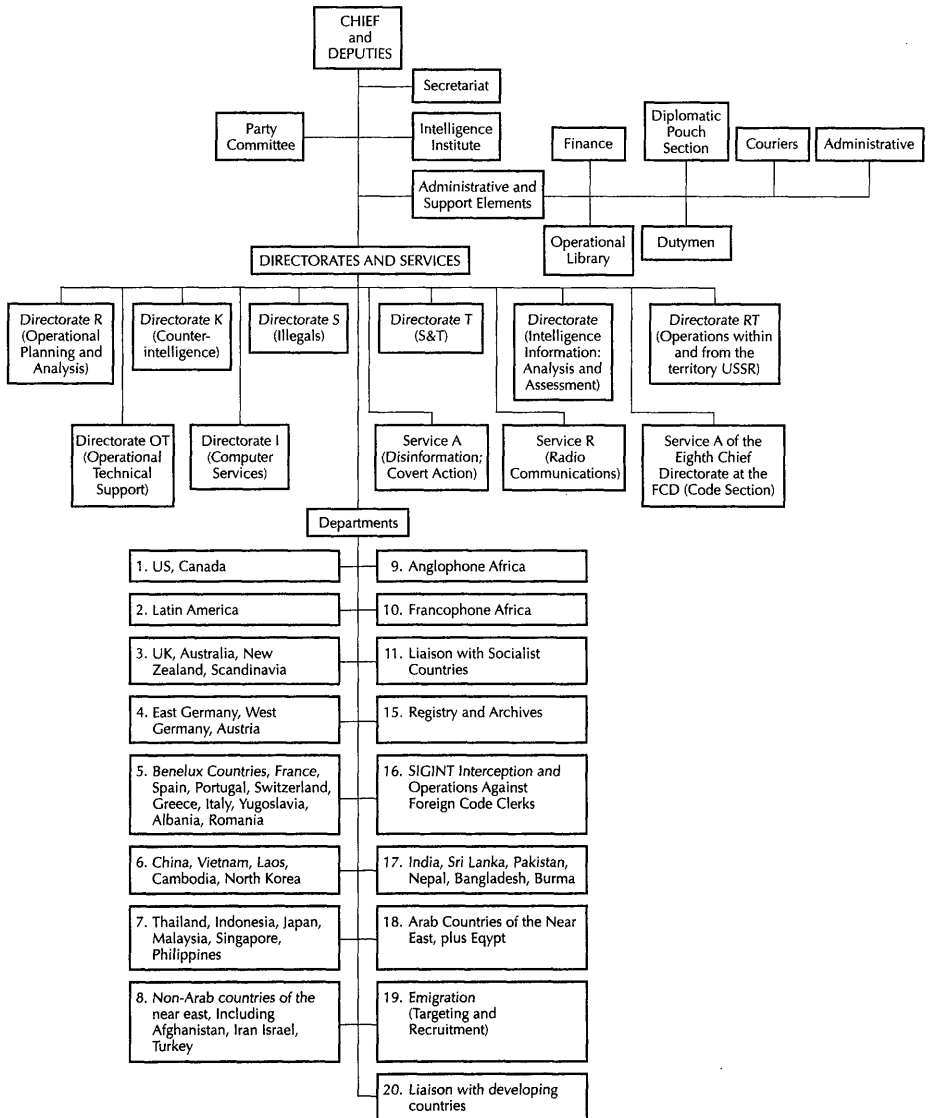 CHIEF
and
DEPUTIES
Secretariat
Party
Committee
Intelligence
Institute
Finance
Diplomatic
Pouch
Section
Couriers
Administrative
Administrative and
Support Elements
Operational
Library
Dutymen
DIRECTORATES AND SERVICES
Directorate R
(Operational
Planning and
Analysis)
Directorate K
(Counter-
intelligence)
Directorate S
(Illegals)
Directorate T
(S&T)
Directorate
(Intelligence
Information:
Analysis and
Assessment)
Directorate RT
(Operations within
and from the
territory USSR)
Directorate OT
(Operational
Technical
Support)
Directorate I
(Computer
Services)
Service A
(Disinformation;
Covert Action)
Service R
(Radio
Communications)
Service A of the
Eighth Chief
Directorate at the
FCD (Code Section)
Departments
1. US, Canada
2. Latin America
3. UK, Australia, New
Zealand, Scandinavia
4. East Germany, West
Germany, Austria
5. Benelux Countries, France,
Spain, Portugal, Switzerland,
Greece, Italy, Yugoslavia,
Albania, Romania
6. China, Vietnam, Laos,
Cambodia, North Korea
7. Thailand, Indonesia, Japan,
Malaysia, Singapore,
Philippines
8. Non-Arab countries of the
near east, Including
Afghanistan, Iran Israel,
Turkey
9. Anglophone Africa
10. Francophone Africa
11. Liaison with Socialist
Countries
15. Registry and Archives
16. SIGINT Interception and
Operations Against
Foreign Code Clerks
17. India, Sri Lanka, Pakistan,
Nepal, Bangladesh, Burma
18. Arab Countries of the Near
East, plus Eqypt
19. Emigration
(Targeting and
Recruitment)
20. Liaison with developing
countries